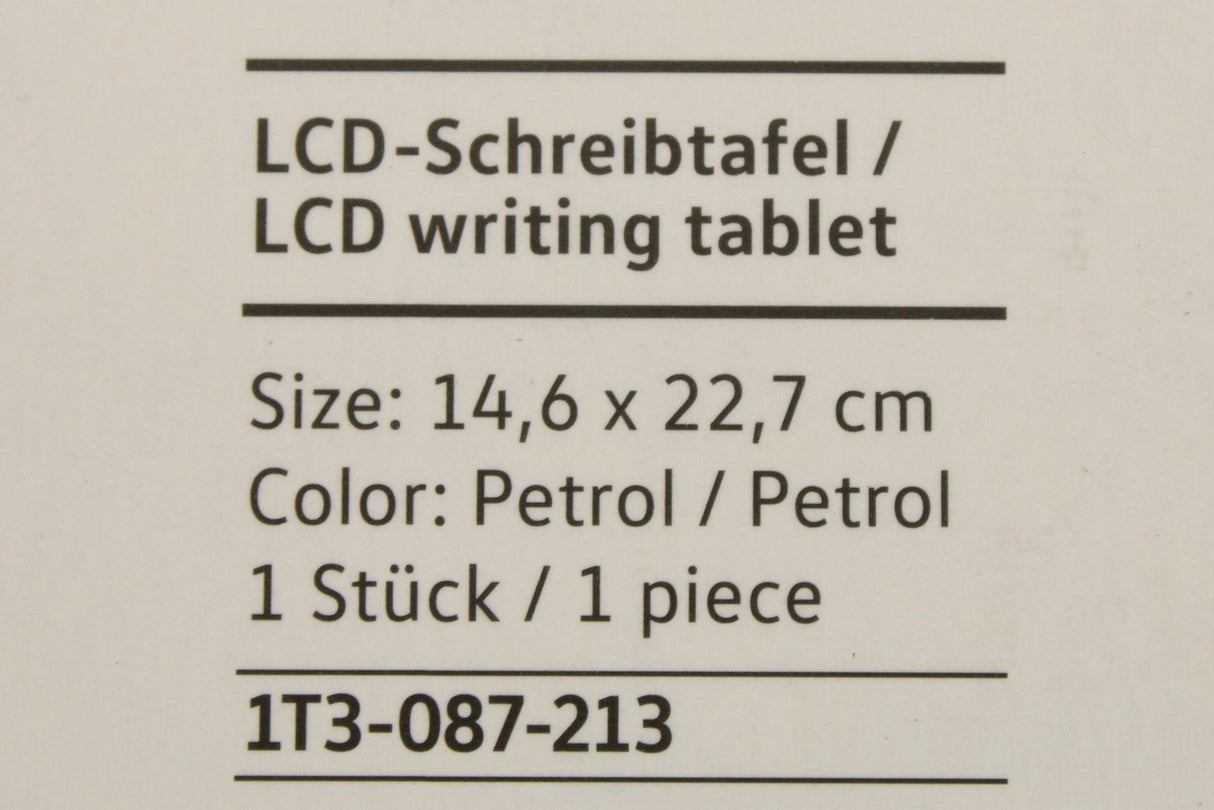 LCD-Schreibtafel /
LCD writing tablet
Size: 14,6 x 22,7 cm
Color: Petrol / Petrol
1 Stück / 1 piece
1T3-087-213